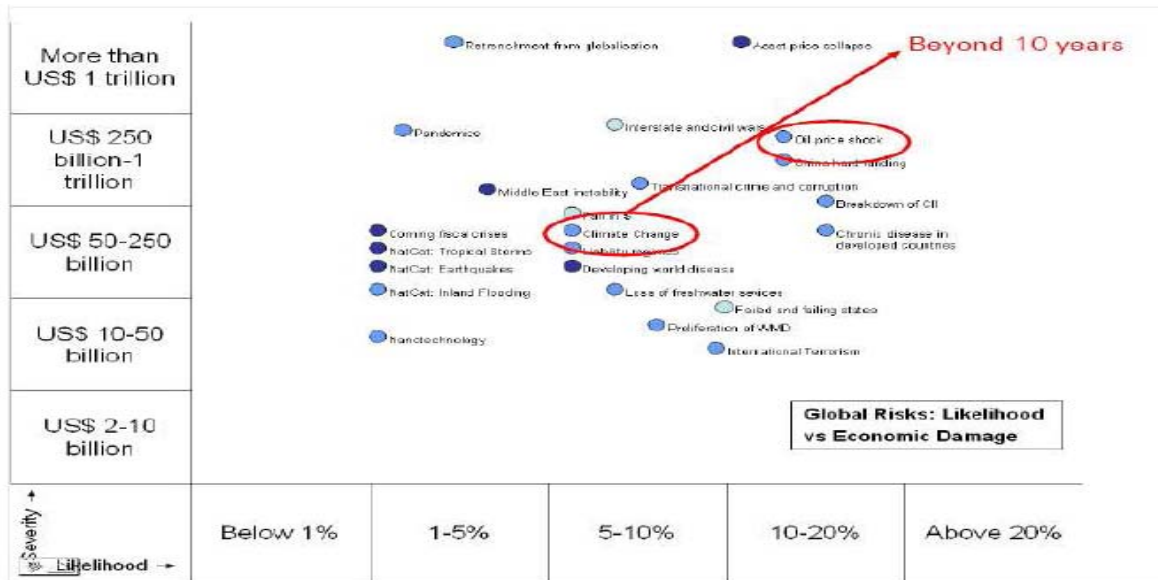 More than
US$ 1 trillion
US$ 250
billion-1
trillion
US$ 50-250
billion
US$ 10-50
billion
US$ 2-10
billion
Retrenchment from globalisation
Asset price collapse
Beyond 10 years
Pandemics
Interstate and civil wars
Oil price shock
China hard landing
Middle East instability
Transnational crime and corruption
Breakdown of CII
Fall in $
Coming fiscal crises
Climate Change
Chronic disease in
developed countries
NatCat: Tropical Storms
Liability regimes
NatCat: Earthquakes
Developing world disease
NatCat: Inland Flooding
Loss of freshwater sevices
Failed and failing states
Proliferation of WMD
Nanotechnology
International Terrorism
Global Risks: Likelihood
vs Economic Damage
Severity
Likelihood
Below 1%
1-5%
5-10%
10-20%
Above 20%